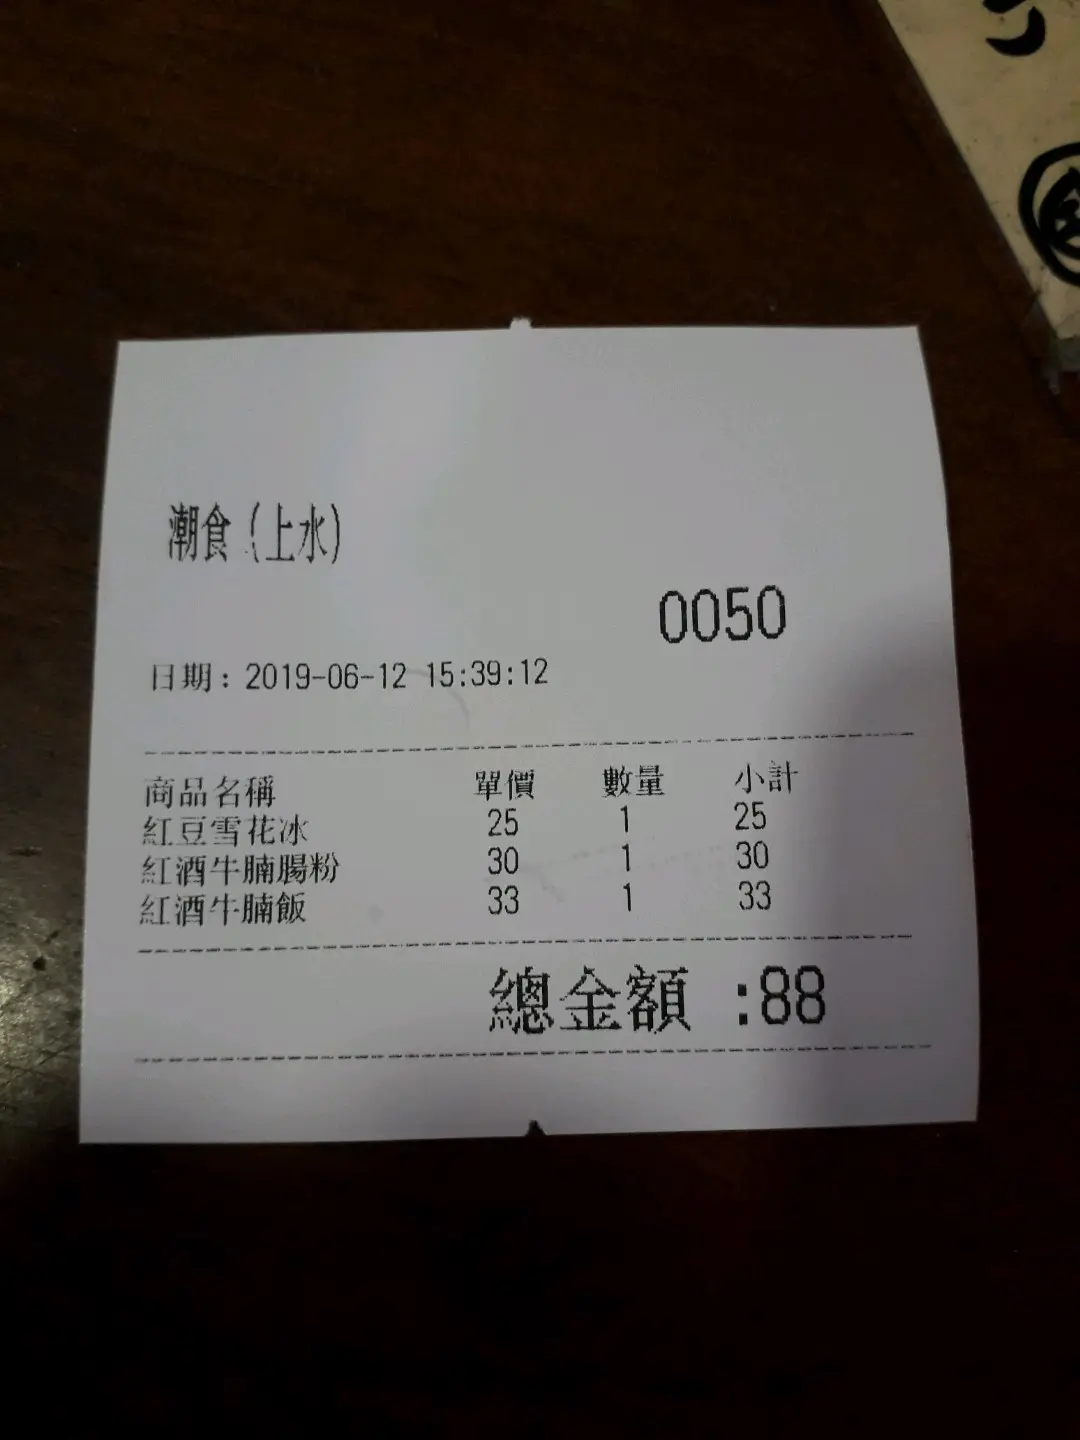 潮食(上水)
0050
日期: 2019-06-12 15:39:12
商品名稱 單價 數量 小計
紅豆雪花冰 25 1 25
紅酒牛腩腸粉 30 1 30
紅酒牛腩飯 33 1 33
總金額 :88